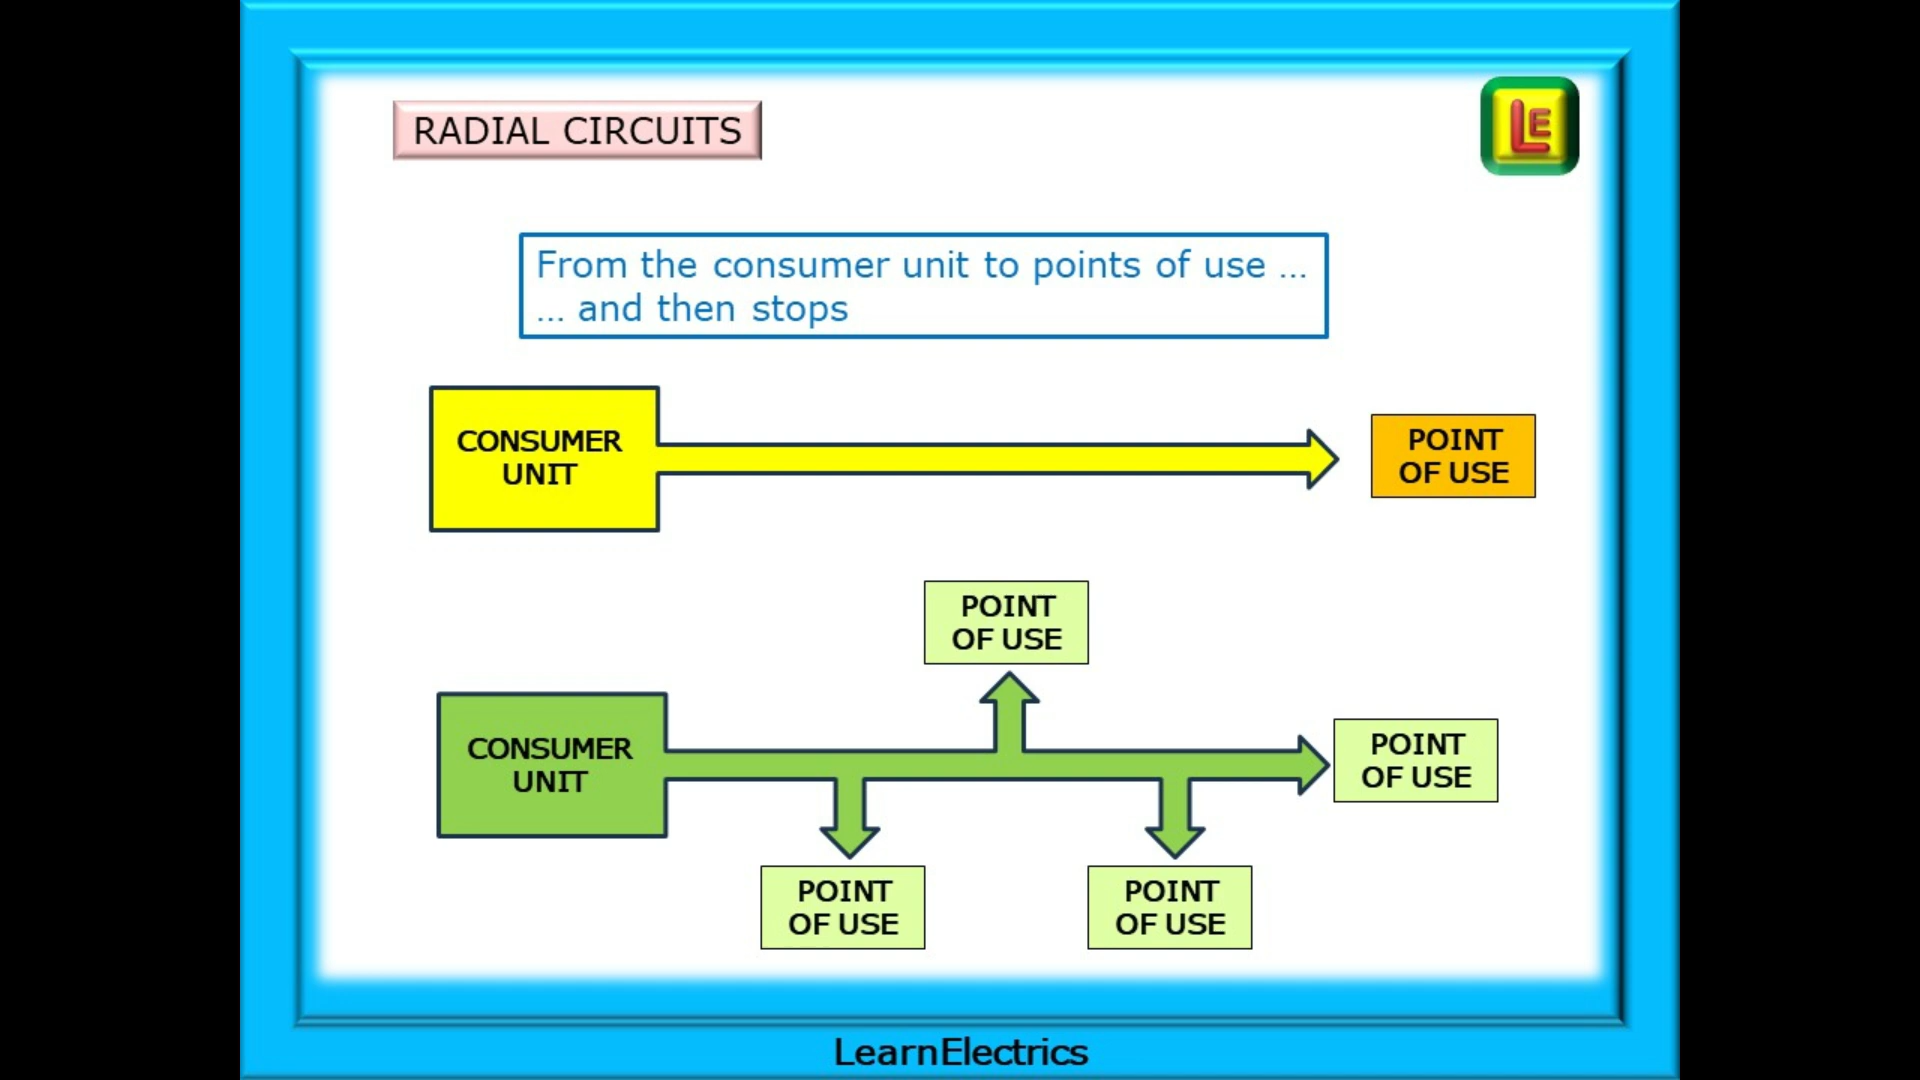 RADIAL CIRCUITS
LE
From the consumer unit to points of use ...
... and then stops
CONSUMER
UNIT
POINT
OF USE
POINT
OF USE
CONSUMER
UNIT
POINT
OF USE
POINT
OF USE
POINT
OF USE
LearnElectrics